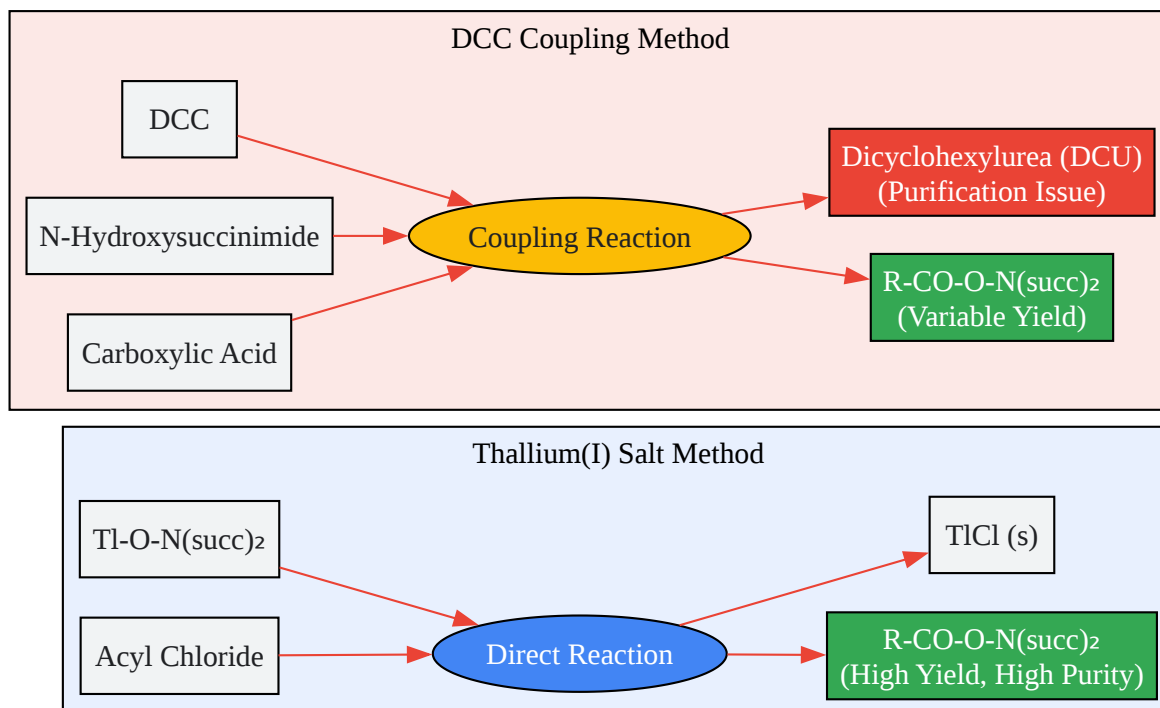 DCC Coupling Method
DCC
N-Hydroxysuccinimide
Carboxylic Acid
Coupling Reaction
Dicyclohexylurea (DCU)
(Purification Issue)
R-CO-O-N(succ)₂
(Variable Yield)
Thallium(I) Salt Method
Tl-O-N(succ)₂
Acyl Chloride
Direct Reaction
TlCl (s)
R-CO-O-N(succ)₂
(High Yield, High Purity)